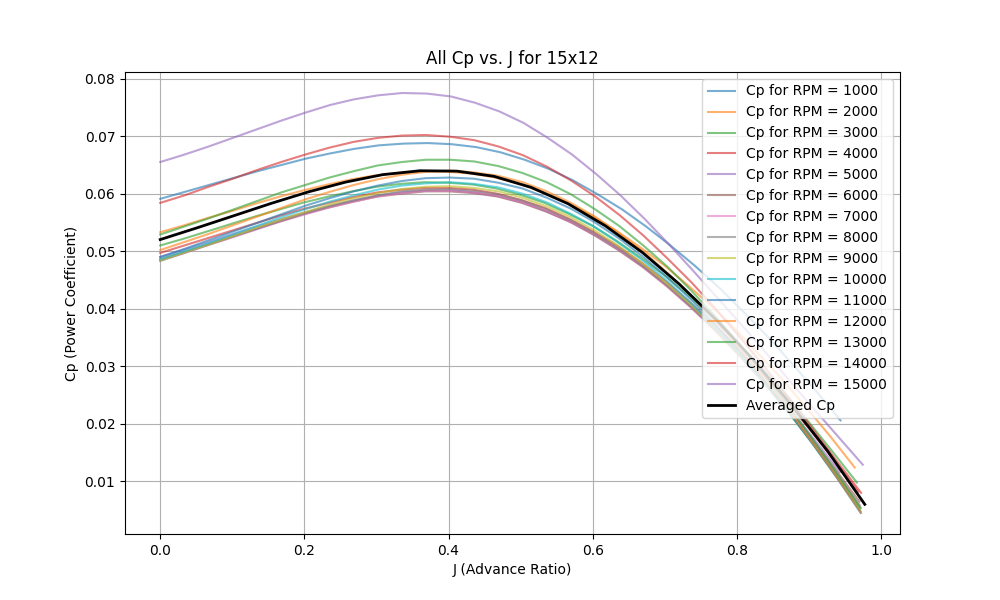 All Cp vs. J for 15x12
Cp (Power Coefficient)
0.08
0.07
0.06
0.05
0.04
0.03
0.02
0.01
0.0
0.2
0.4
0.6
0.8
1.0
J (Advance Ratio)
Cp for RPM = 1000
Cp for RPM = 2000
Cp for RPM = 3000
Cp for RPM = 4000
Cp for RPM = 5000
Cp for RPM = 6000
Cp for RPM = 7000
Cp for RPM = 8000
Cp for RPM = 9000
Cp for RPM = 10000
Cp for RPM = 11000
Cp for RPM = 12000
Cp for RPM = 13000
Cp for RPM = 14000
Cp for RPM = 15000
Averaged Cp